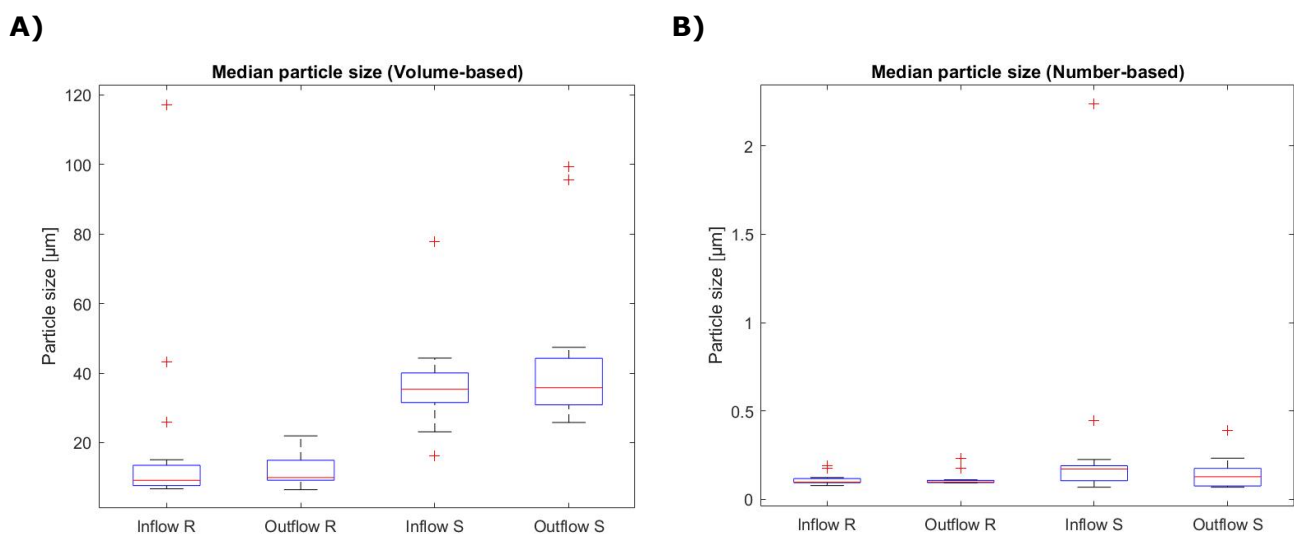 A)
Median particle size (Volume-based)
120
100
80
60
40
20
Particle size [µm]
Inflow R Outflow R Inflow S Outflow S
B)
Median particle size (Number-based)
2
1.5
1
0.5
0
Particle size [µm]
Inflow R Outflow R Inflow S Outflow S